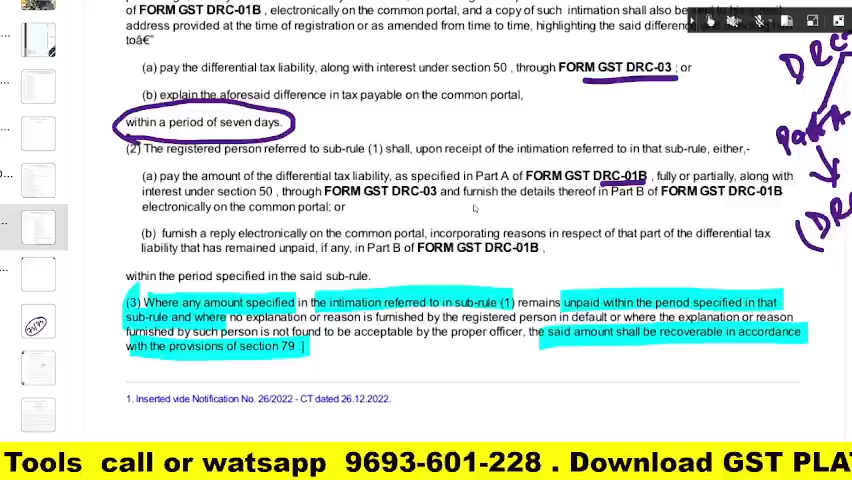 of FORM GST DRC-01B , electronically on the common portal, and a copy of such intimation shall also be
address provided at the time of registration or as amended from time to time, highlighting the said difference
toâ€”
(a) pay the differential tax liability, along with interest under section 50 , through FORM GST DRC-03 ; or
(b) explain the aforesaid difference in tax payable on the common portal,
within a period of seven days.
(2) The registered person referred to sub-rule (1) shall, upon receipt of the intimation referred to in that sub-rule, either,-
(a) pay the amount of the differential tax liability, as specified in Part A of FORM GST DRC-01B , fully or partially, along with
interest under section 50 , through FORM GST DRC-03 and furnish the details thereof in Part B of FORM GST DRC-01B
electronically on the common portal; or
(b) furnish a reply electronically on the common portal, incorporating reasons in respect of that part of the differential tax
liability that has remained unpaid, if any, in Part B of FORM GST DRC-01B ,
within the period specified in the said sub-rule.
(3) Where any amount specified in the intimation referred to in sub-rule (1) remains unpaid within the period specified in that
sub-rule and where no explanation or reason is furnished by the registered person in default or where the explanation or reason
furnished by such person is not found to be acceptable by the proper officer, the said amount shall be recoverable in accordance
with the provisions of section 79 .]
1. Inserted vide Notification No. 26/2022 - CT dated 26.12.2022.
DRC
Part A
(DRC
Tools call or watsapp 9693-601-228 . Download GST PLA